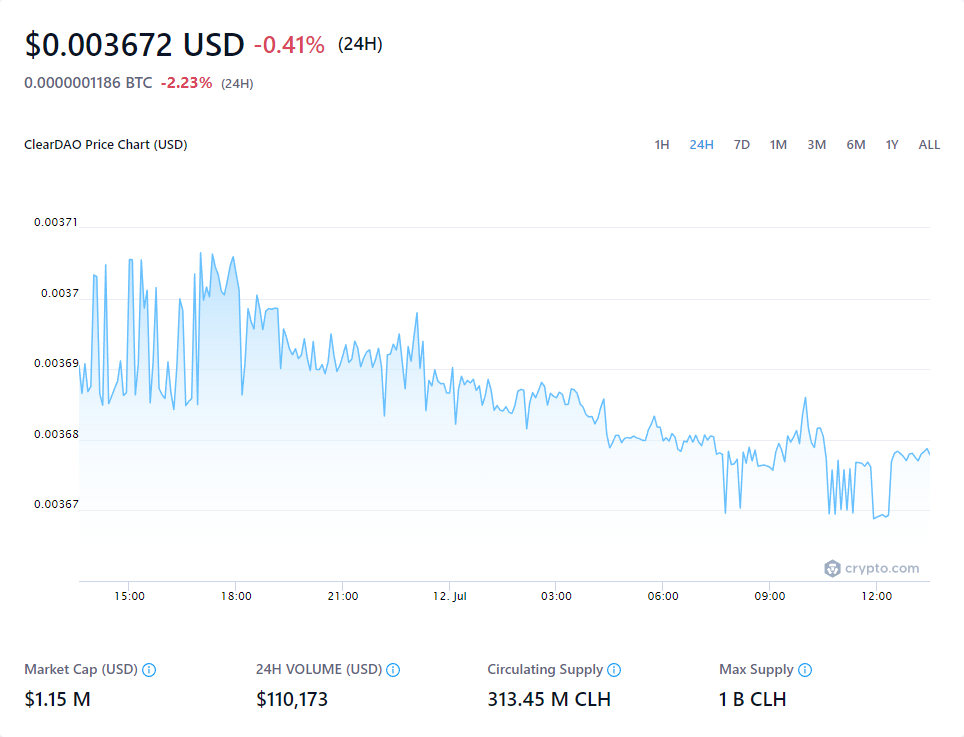 $0.003672 USD -0.41% (24H)
0.0000001186 BTC -2.23% (24H)
ClearDAO Price Chart (USD) 1H 24H 7D 1M 3M 6M 1Y ALL
0.00371
0.0037
0.00369
0.00368
0.00367
crypto.com
15:00 18:00 21:00 12. Jul 03:00 06:00 09:00 12:00
Market Cap (USD) 24H VOLUME (USD) Circulating Supply Max Supply
$1.15 M $110,173 313.45 M CLH 1 B CLH